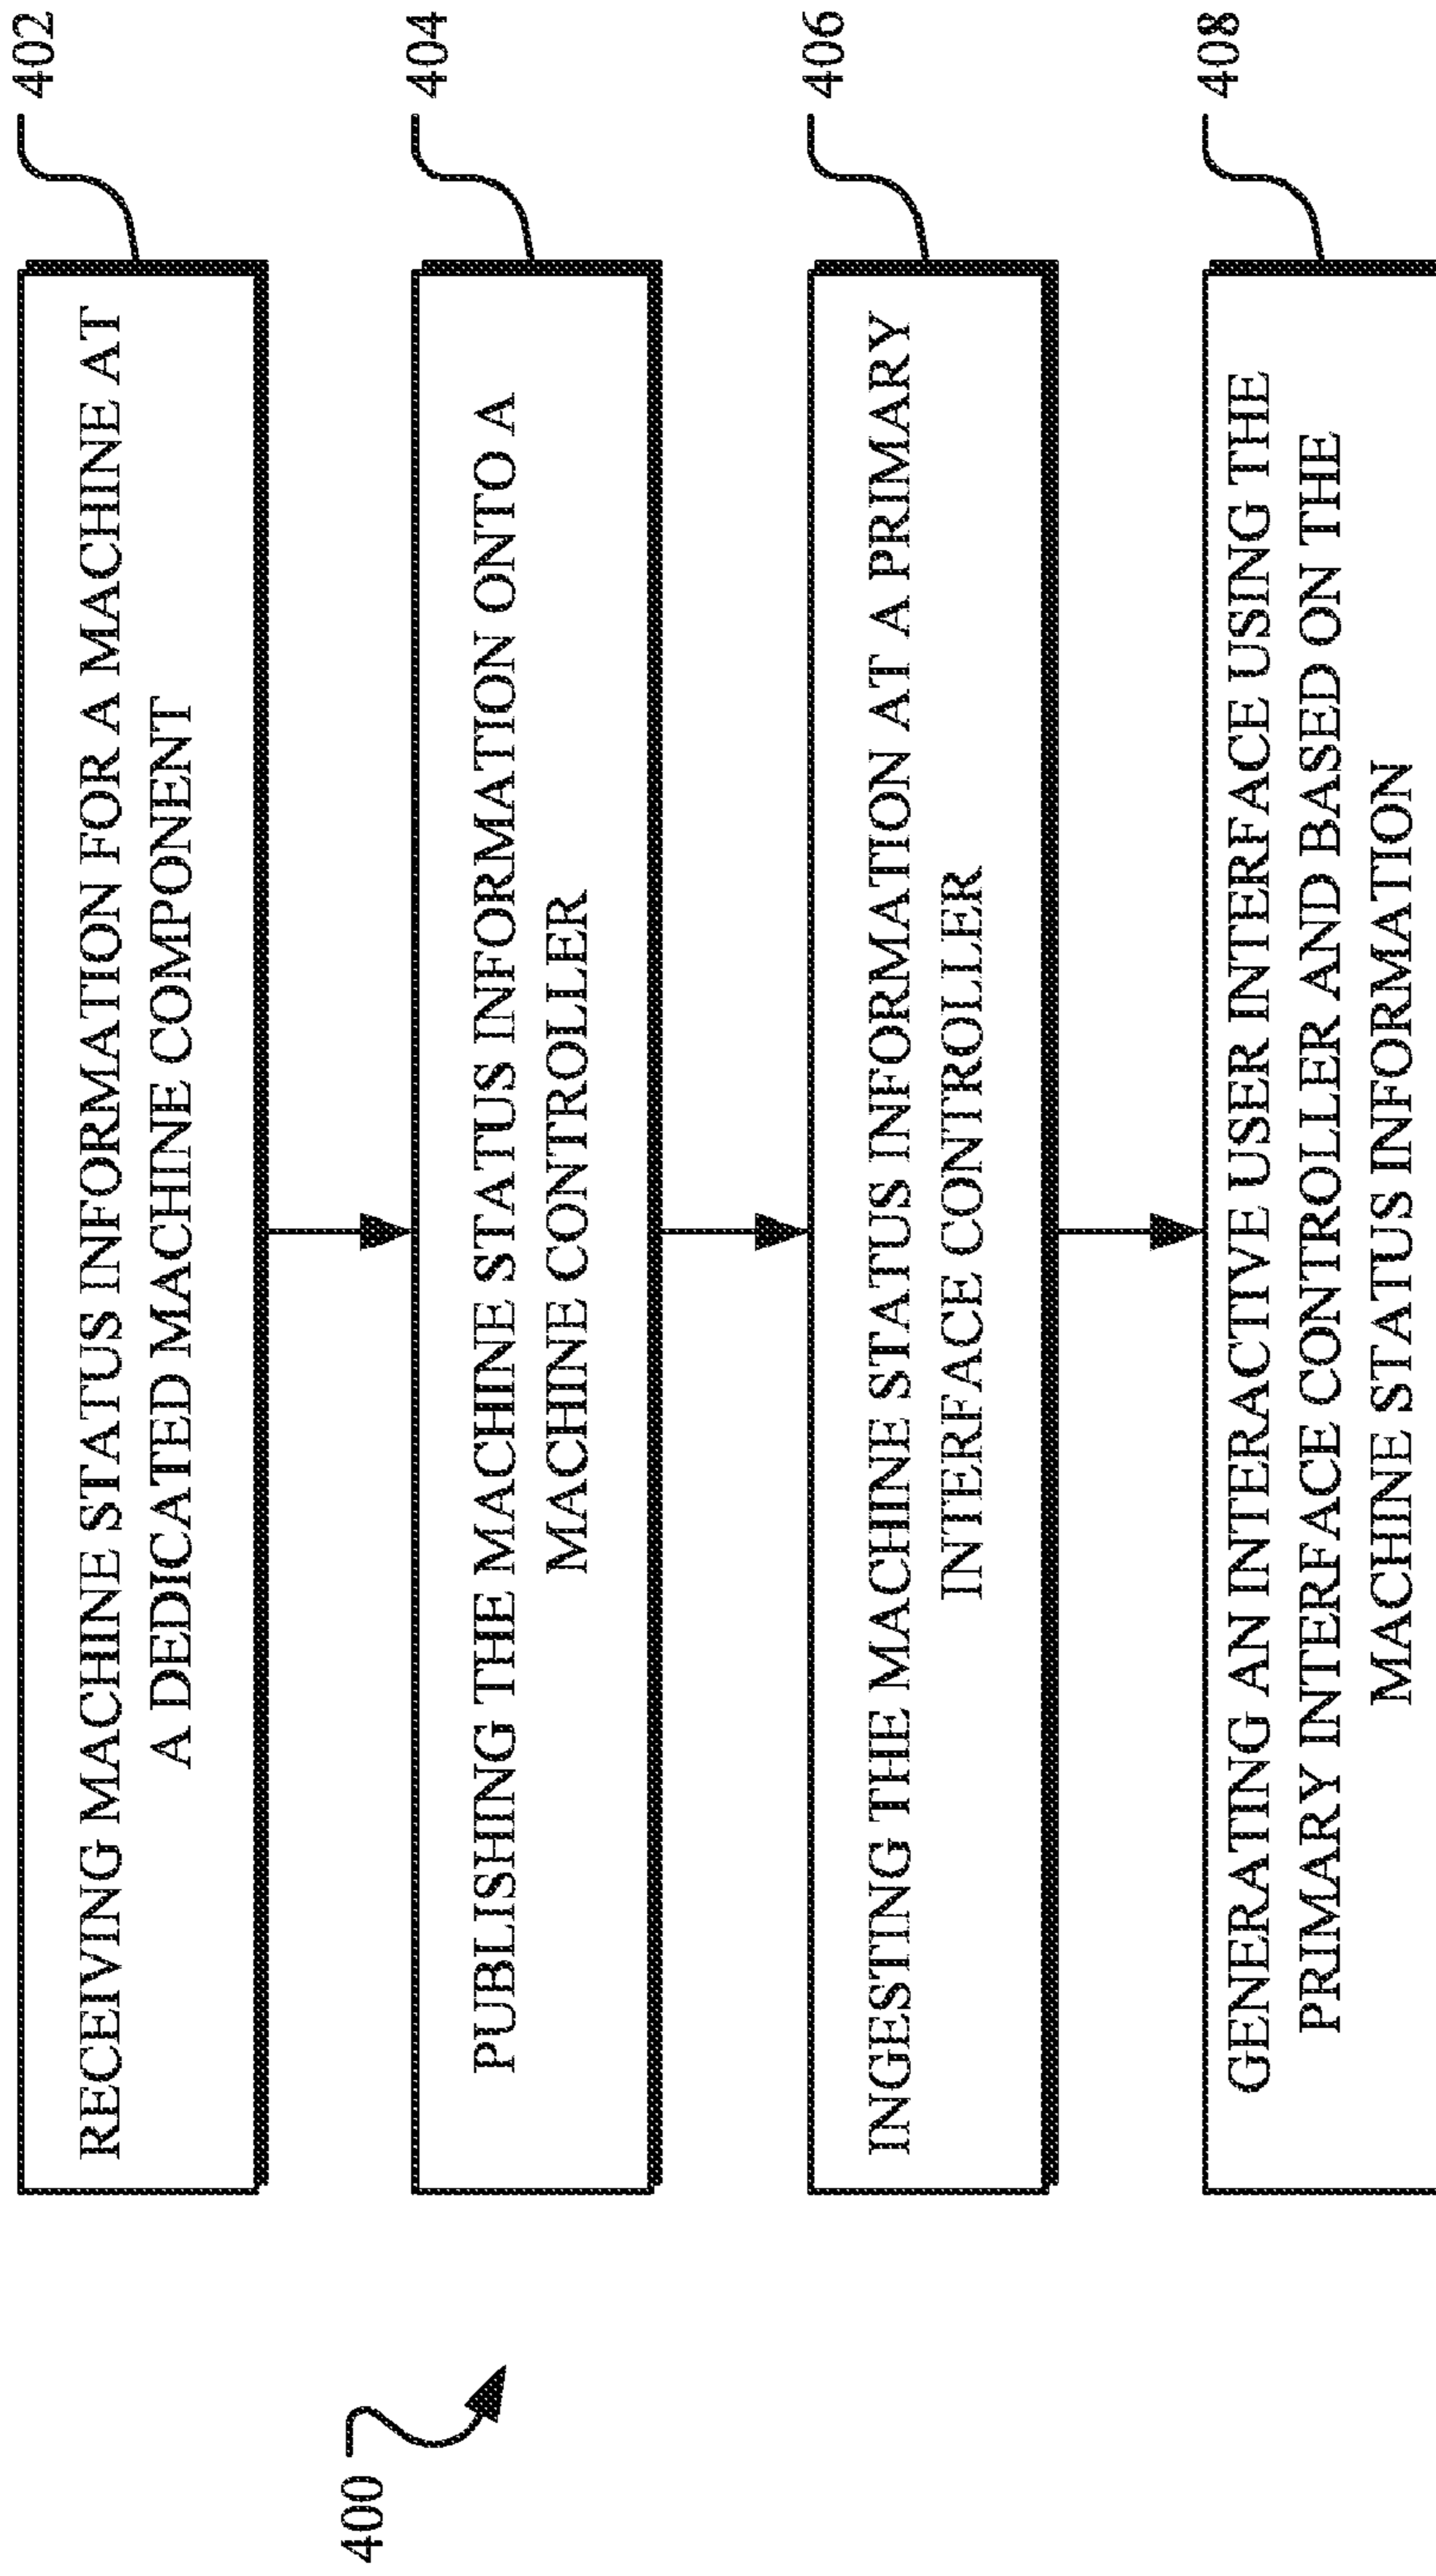 400
RECEIVING MACHINE STATUS INFORMATION FOR A MACHINE AT
A DEDICATED MACHINE COMPONENT
402
PUBLISHING THE MACHINE STATUS INFORMATION ONTO A
MACHINE CONTROLLER
404
INGESTING THE MACHINE STATUS INFORMATION AT A PRIMARY
INTERFACE CONTROLLER
406
GENERATING AN INTERACTIVE USER INTERFACE USING THE
PRIMARY INTERFACE CONTROLLER AND BASED ON THE
MACHINE STATUS INFORMATION
408